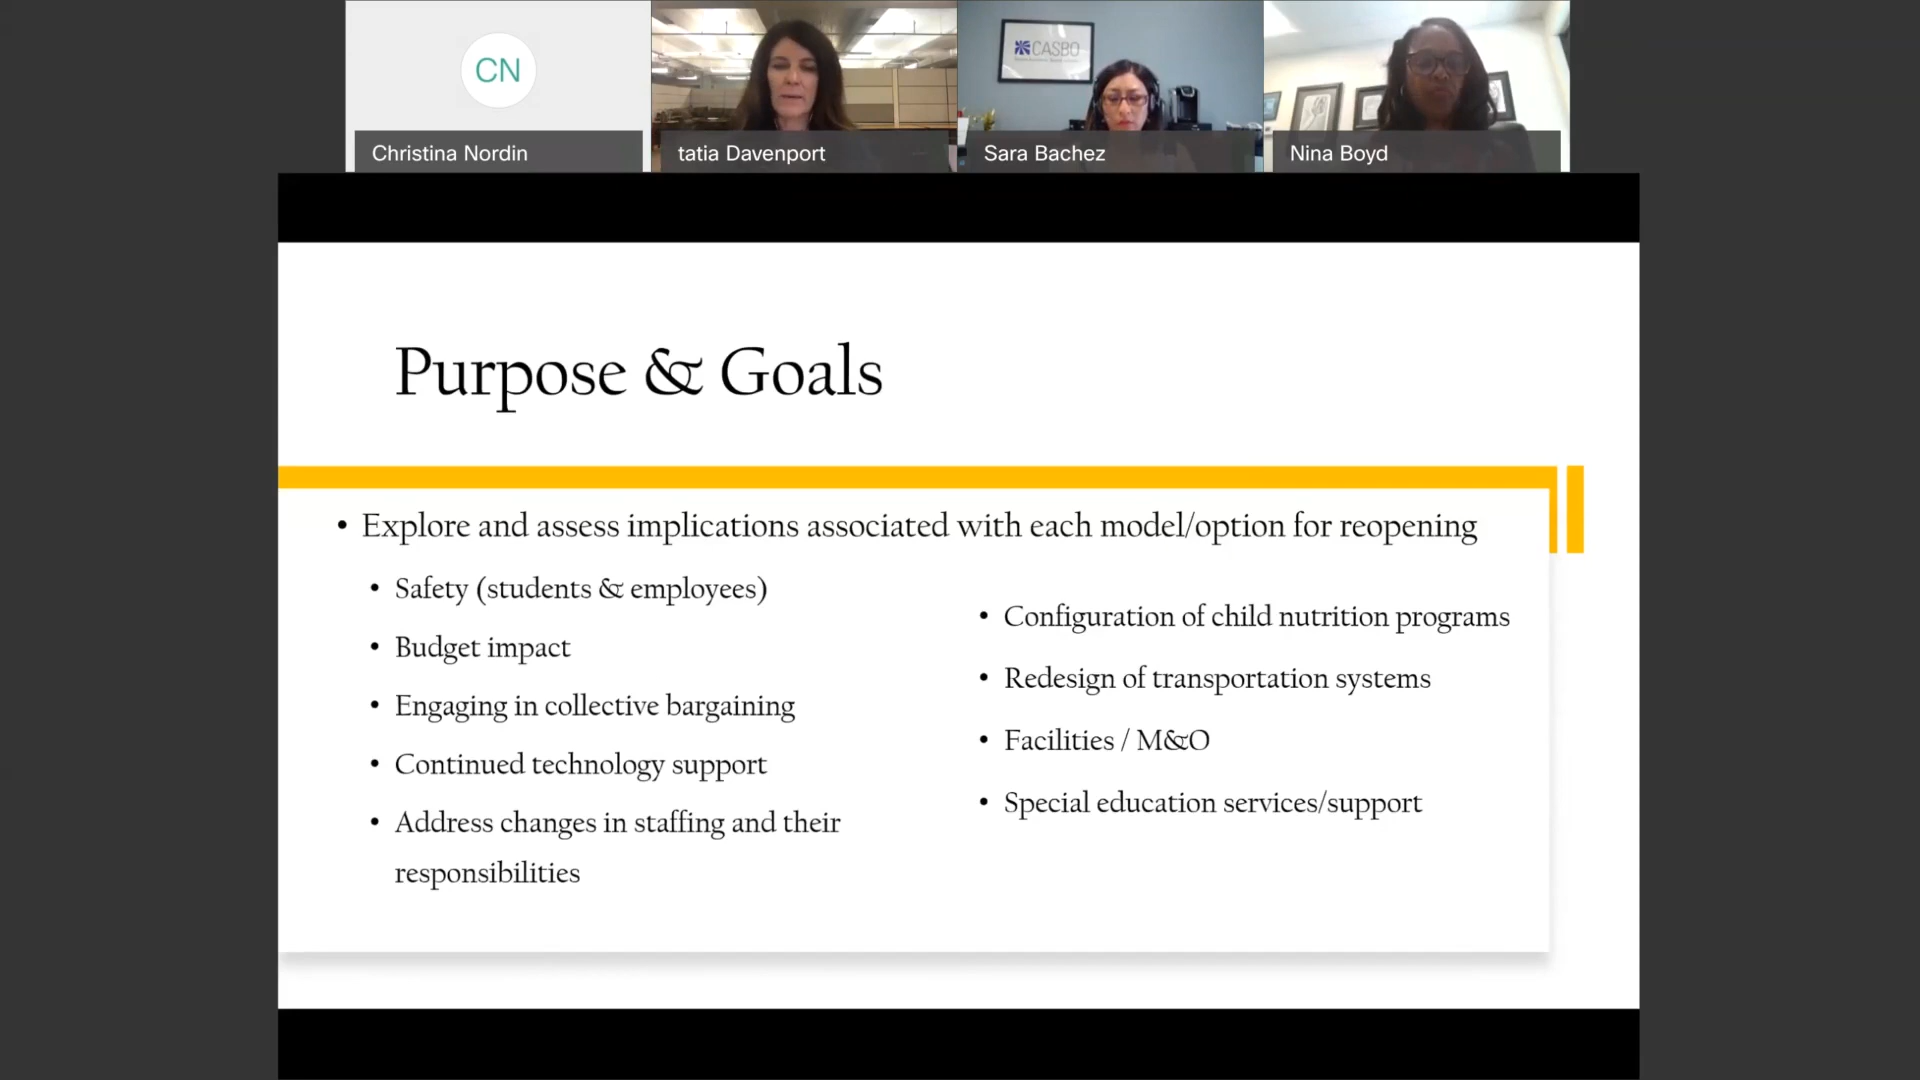 CN
CASBO
Christina Nordin
tatia Davenport
Sara Bachez
Nina Boyd
Purpose & Goals
• Explore and assess implications associated with each model/option for reopening
• Safety (students & employees)
• Budget impact
• Engaging in collective bargaining
• Continued technology support
• Address changes in staffing and their
responsibilities
• Configuration of child nutrition programs
• Redesign of transportation systems
• Facilities / M&O
• Special education services/support